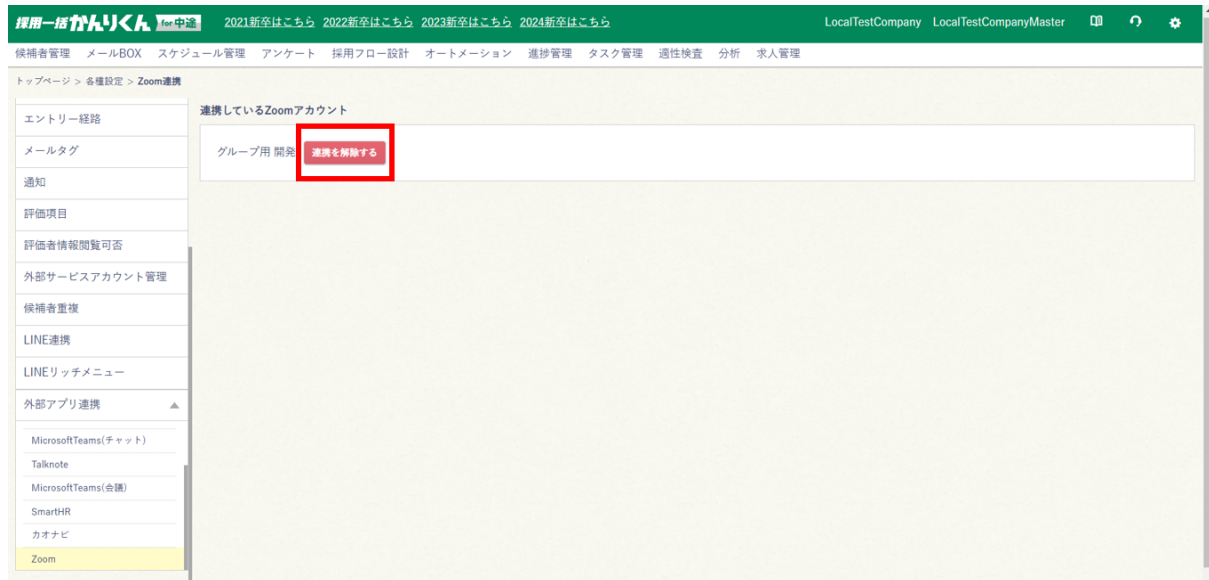 採用一括かんりくん for中途 2021新卒はこちら 2022新卒はこちら 2023新卒はこちら 2024新卒はこちら LocalTestCompany LocalTestCompanyMaster
候補者管理 メールBOX スケジュール管理 アンケート 採用フロー設計 オートメーション 進捗管理 タスク管理 適性検査 分析 求人管理
トップページ > 各種設定 > Zoom連携
エントリー経路
メールタグ
通知
評価項目
評価者情報閲覧可否
外部サービスアカウント管理
候補者重複
LINE連携
LINEリッチメニュー
外部アプリ連携
MicrosoftTeams(チャット)
Talknote
MicrosoftTeams(会議)
SmartHR
カオナビ
Zoom
連携しているZoomアカウント
グループ用 開発 連携を解除する